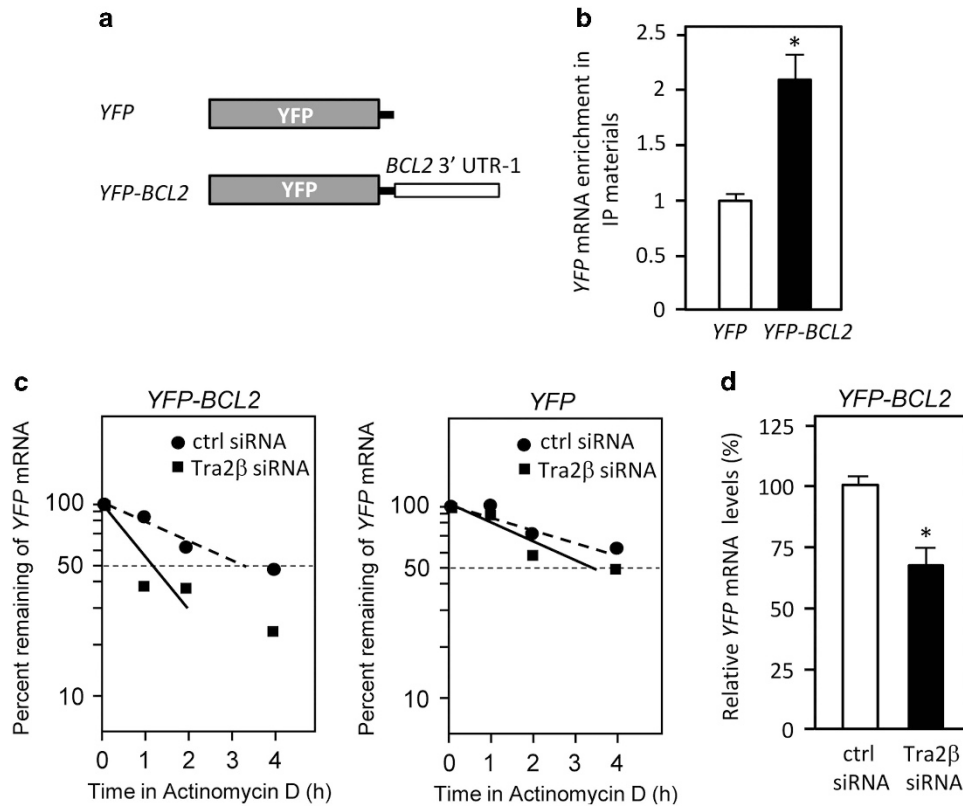 a
YFP
YFP
BCL2 3' UTR-1
YFP-BCL2
YFP
b
YFP mRNA enrichment in
IP materials
2.5
2
1.5
1
0.5
0
*
YFP
YFP-BCL2
c
YFP-BCL2
Percent remaining of YFP mRNA
ctrl siRNA
Tra2β siRNA
100
50
10
0 1 2 3 4
Time in Actinomycin D (h)
YFP
Percent remaining of YFP mRNA
ctrl siRNA
Tra2β siRNA
100
50
10
0 1 2 3 4
Time in Actinomycin D (h)
d
YFP-BCL2
Relative YFP mRNA levels (%)
125
100
75
50
25
0
*
ctrl
siRNA
Tra2β
siRNA